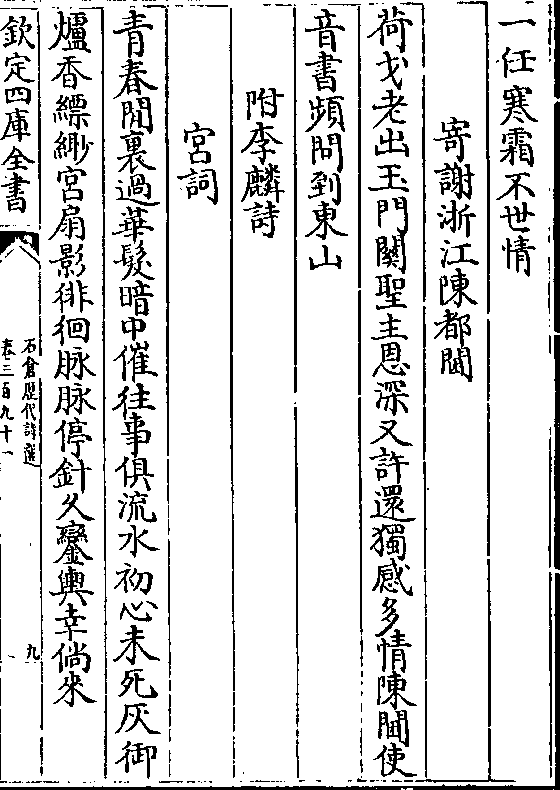 一任寒霜不世情
寄謝浙江陳都閫
荷戈老出玉門關聖主恩深又許還獨感多情陳閫使
音書頻問到東山
附李麟詩
宮詞
青春閒裏過華髮暗中催往事俱流水初心未死灰御
爐香縹緲宮扇影徘徊脉脉停針久鑾輿幸倘來
欽定四庫全書
石倉歴代詩選
卷三百九十一
九